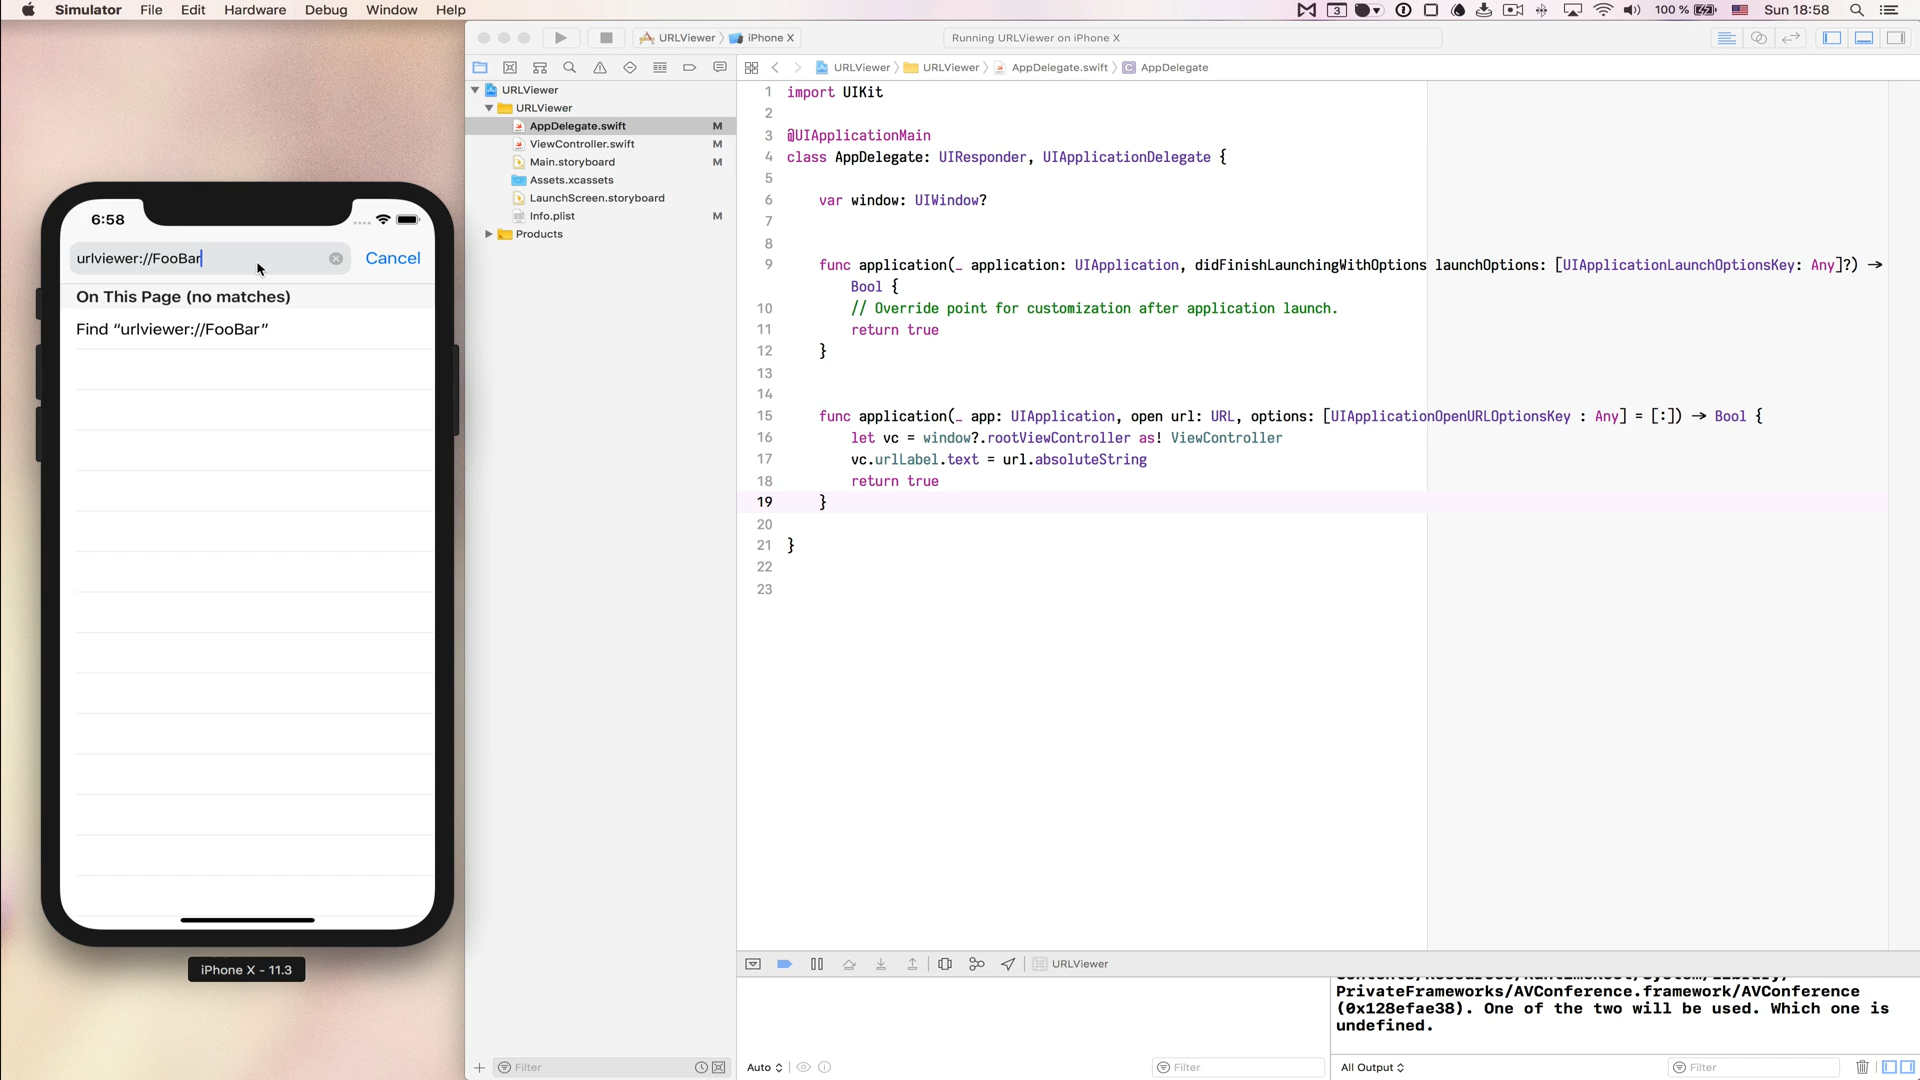 Simulator File Edit Hardware Debug Window Help
3 100 % Sun 18:58
6:58
urlviewer://FooBar Cancel
On This Page (no matches)
Find “urlviewer://FooBar”
iPhone X - 11.3
URLViewer iPhone X
Running URLViewer on iPhone X
URLViewer
URLViewer
AppDelegate.swift M
ViewController.swift M
Main.storyboard M
Assets.xcassets
LaunchScreen.storyboard
Info.plist M
Products
Filter
URLViewer URLViewer AppDelegate.swift AppDelegate
1 import UIKit
2
3 @UIApplicationMain
4 class AppDelegate: UIResponder, UIApplicationDelegate {
5
6 var window: UIWindow?
7
8
9 func application(_ application: UIApplication, didFinishLaunchingWithOptions launchOptions: [UIApplicationLaunchOptionsKey: Any]?) →
Bool {
10 // Override point for customization after application launch.
11 return true
12 }
13
14
15 func application(_ app: UIApplication, open url: URL, options: [UIApplicationOpenURLOptionsKey : Any] = [:]) → Bool {
16 let vc = window?.rootViewController as! ViewController
17 vc.urlLabel.text = url.absoluteString
18 return true
19 }
20
21 }
22
23
URLViewer
Auto Filter
PrivateFrameworks/AVConference.framework/AVConference
(0x128efae38). One of the two will be used. Which one is
undefined.
All Output Filter